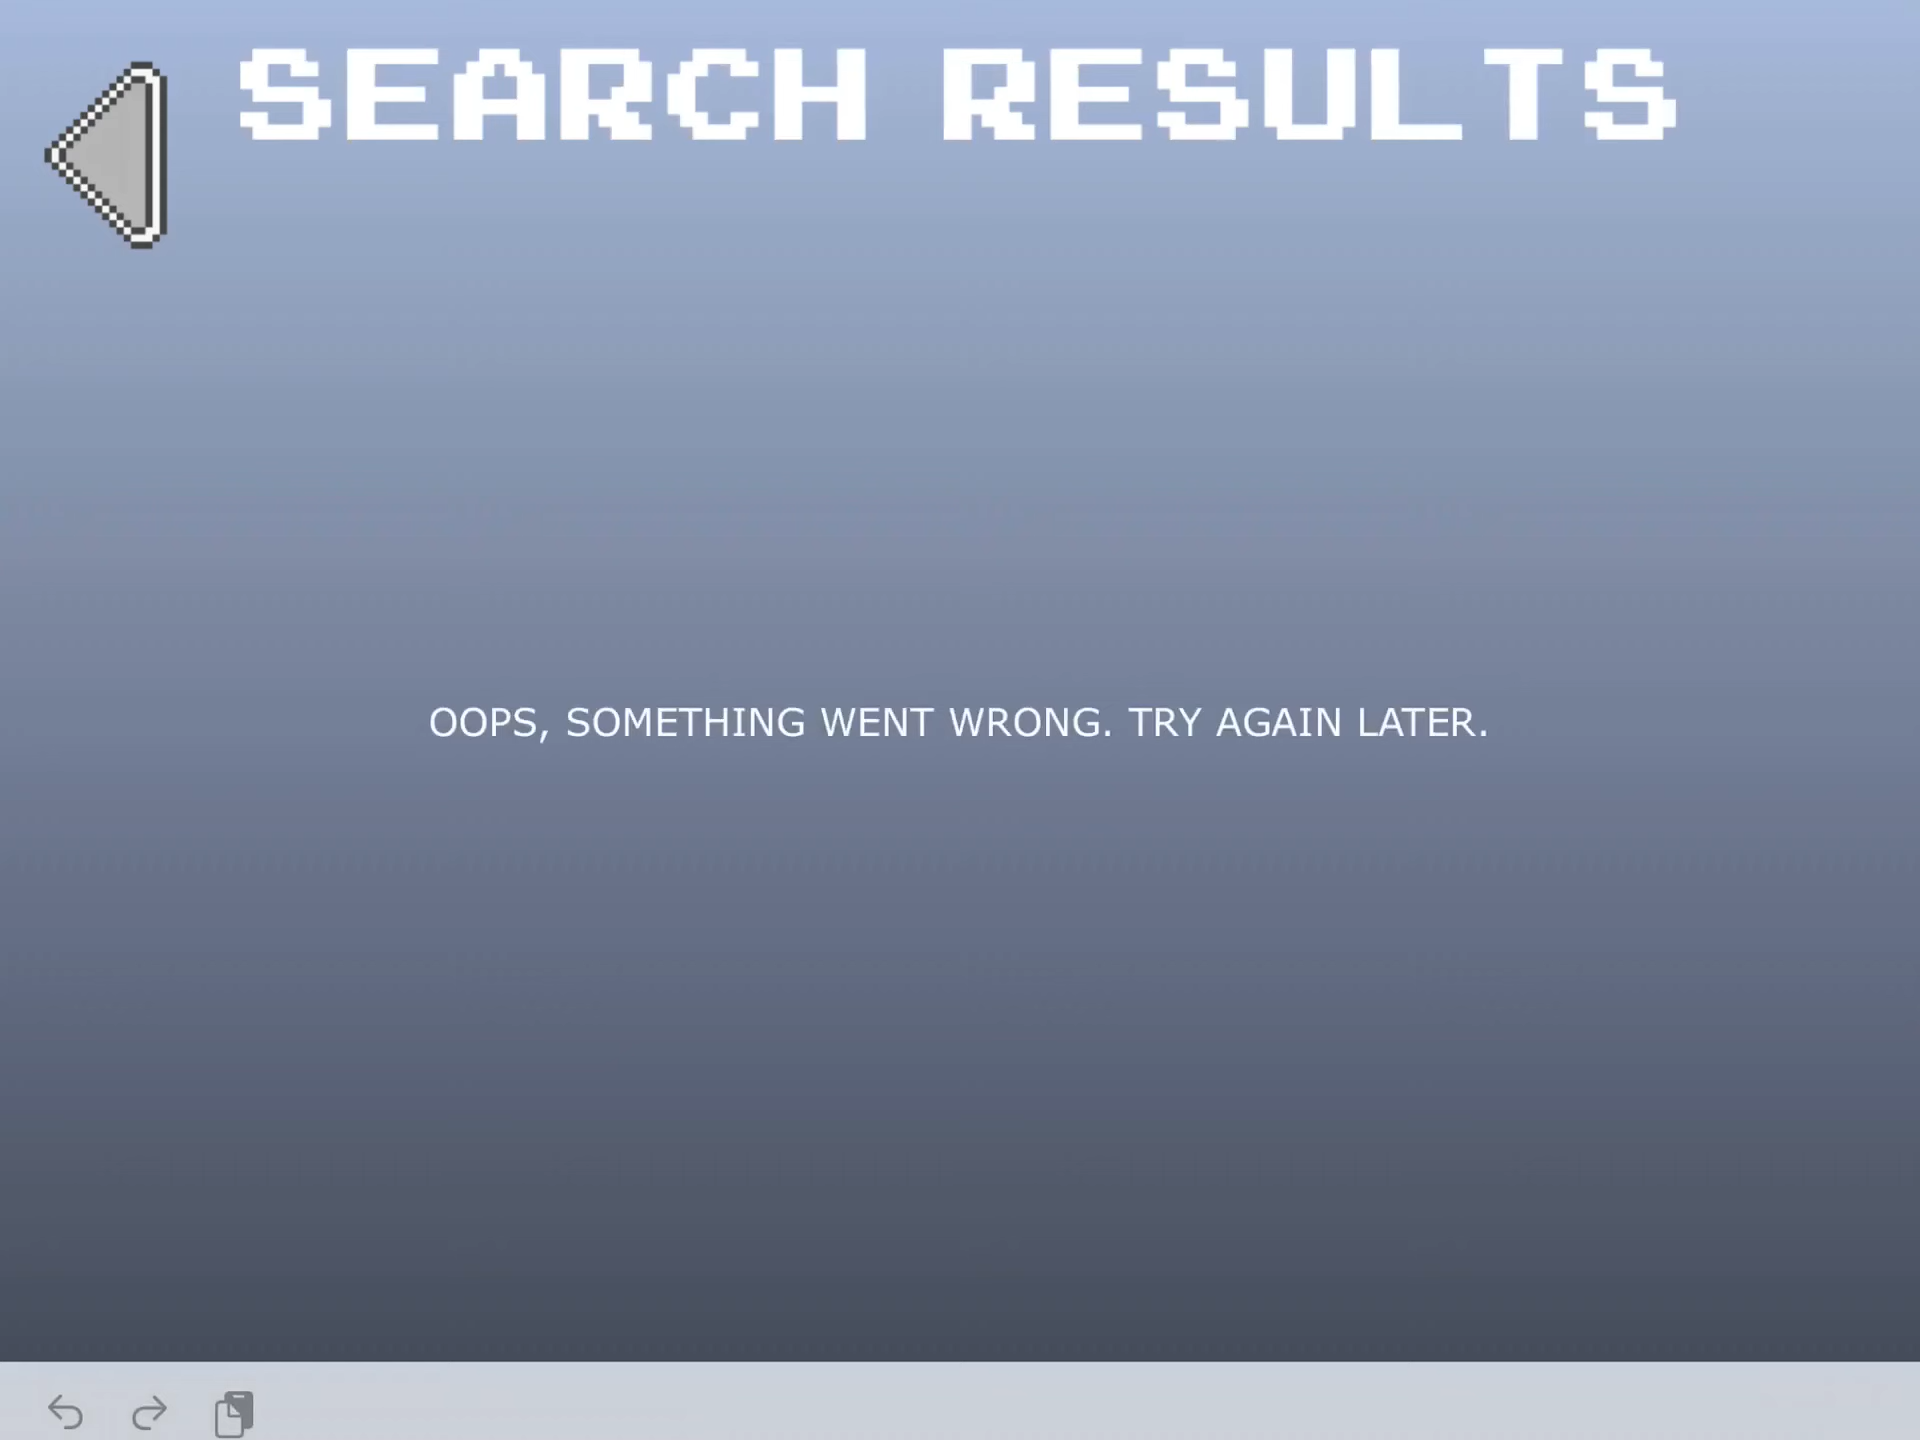 SEARCH RESULTS
OOPS, SOMETHING WENT WRONG. TRY AGAIN LATER.